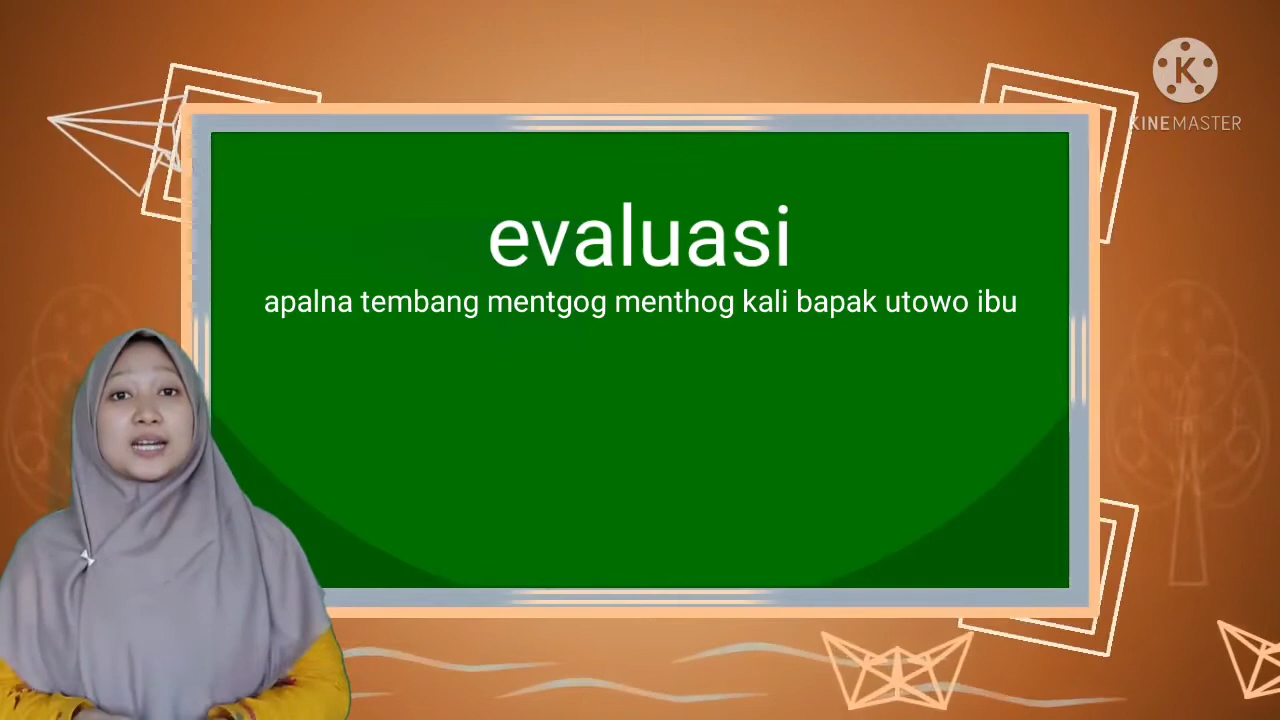 evaluasi
apalna tembang mentgog menthog kali bapak utowo ibu
KINEMASTER